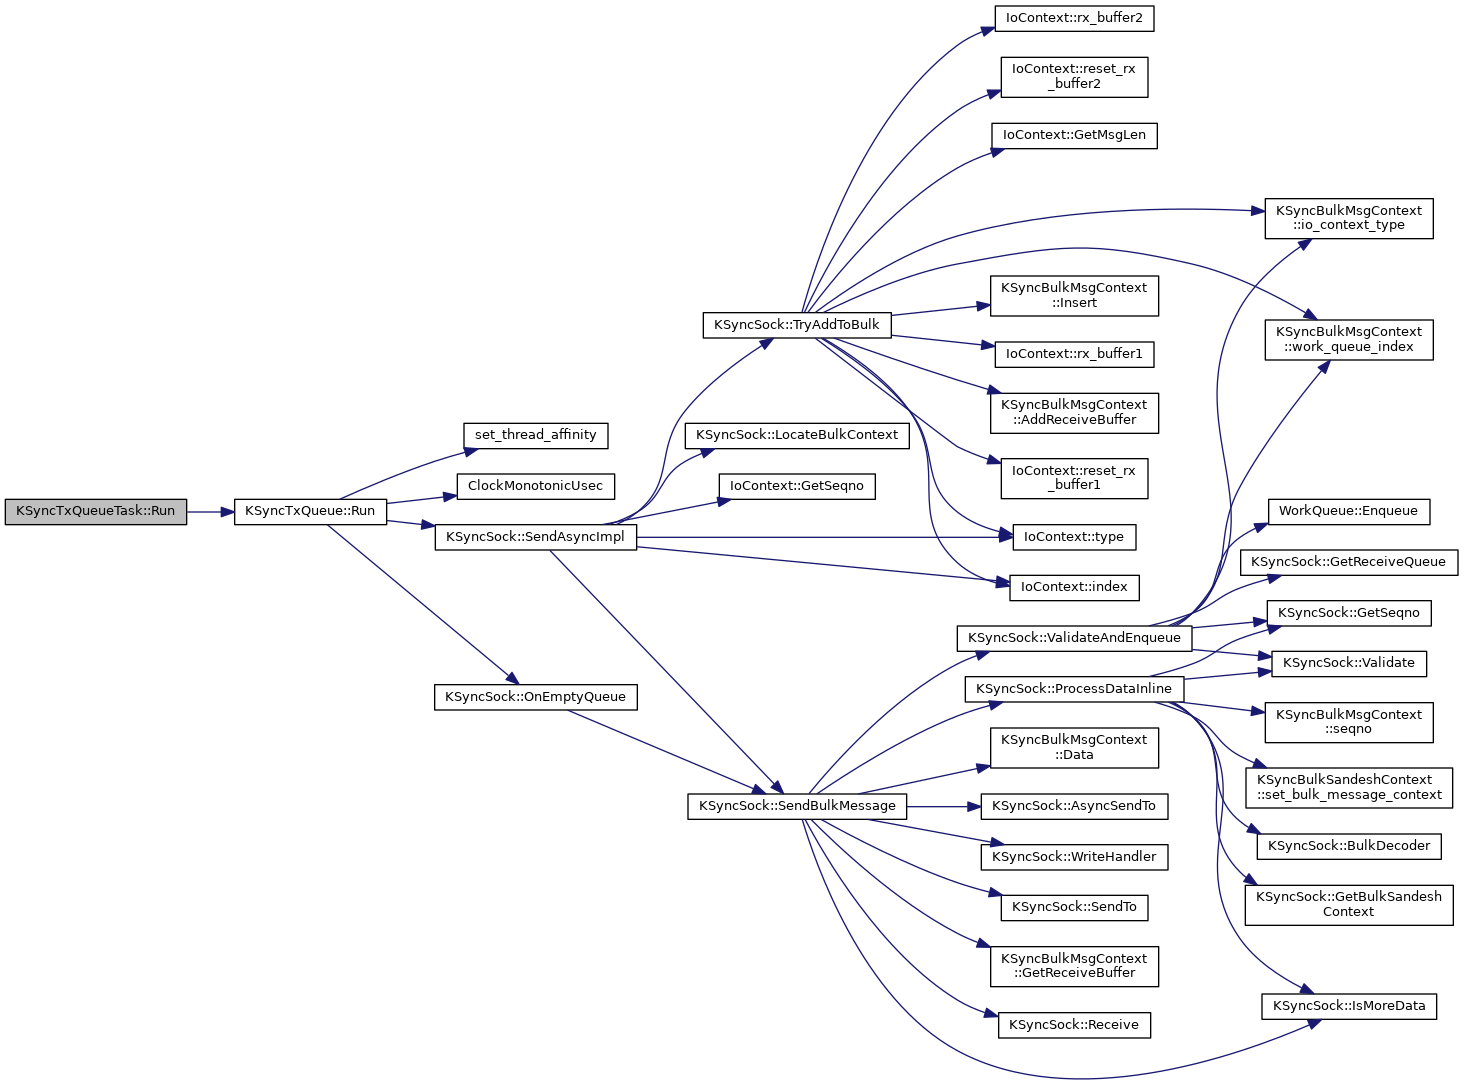 IoContext::rx_buffer2
IoContext::reset_rx
_buffer2
IoContext::GetMsgLen
KSyncBulkMsgContext
::io_context_type
KSyncBulkMsgContext
::Insert
KSyncSock::TryAddToBulk
KSyncBulkMsgContext
::work_queue_index
IoContext::rx_buffer1
KSyncBulkMsgContext
::AddReceiveBuffer
set_thread_affinity
KSyncSock::LocateBulkContext
IoContext::reset_rx
_buffer1
ClockMonotonicUsec
IoContext::GetSeqno
KSyncTxQueueTask::Run
KSyncTxQueue::Run
WorkQueue::Enqueue
KSyncSock::SendAsyncImpl
IoContext::type
KSyncSock::GetReceiveQueue
IoContext::index
KSyncSock::GetSeqno
KSyncSock::ValidateAndEnqueue
KSyncSock::Validate
KSyncSock::ProcessDataInline
KSyncSock::OnEmptyQueue
KSyncBulkMsgContext
::seqno
KSyncBulkMsgContext
::Data
KSyncBulkSandeshContext
::set_bulk_message_context
KSyncSock::SendBulkMessage
KSyncSock::AsyncSendTo
KSyncSock::BulkDecoder
KSyncSock::WriteHandler
KSyncSock::GetBulkSandesh
Context
KSyncSock::SendTo
KSyncBulkMsgContext
::GetReceiveBuffer
KSyncSock::IsMoreData
KSyncSock::Receive